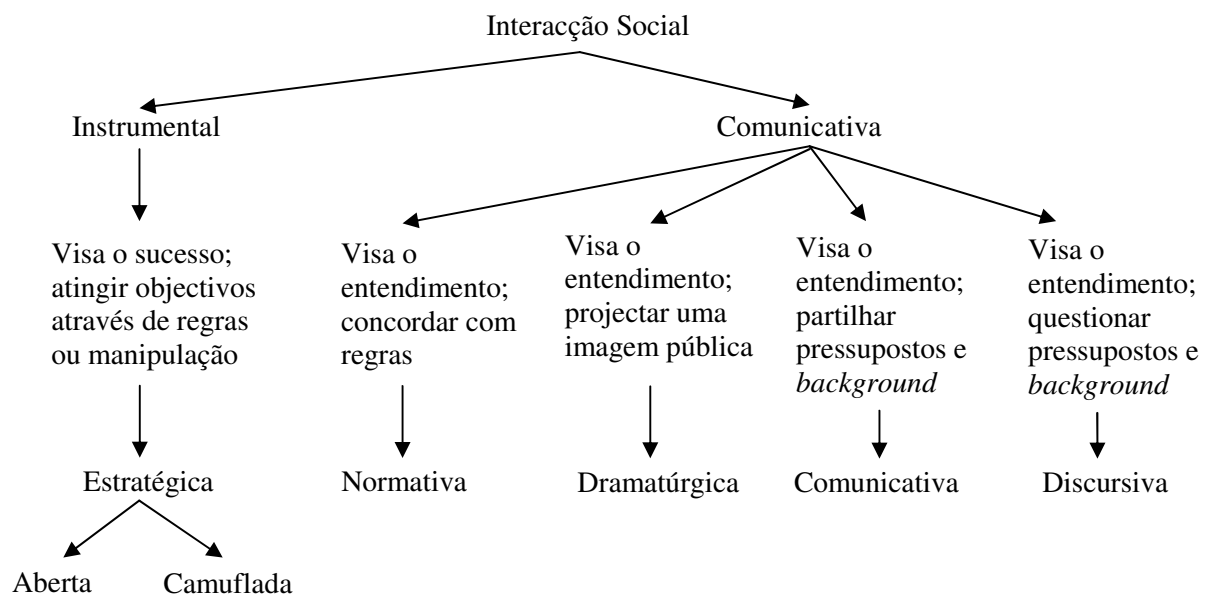 Interacção Social
Instrumental
Comunicativa
Visa o sucesso;
atingir objectivos
através de regras
ou manipulação
Visa o
entendimento;
concordar com
regras
Visa o
entendimento;
projectar uma
imagem pública
Visa o
entendimento;
partilhar
pressupostos e
background
Visa o
entendimento;
questionar
pressupostos e
background
Estratégica
Normativa
Dramatúrgica
Comunicativa
Discursiva
Aberta
Camuflada